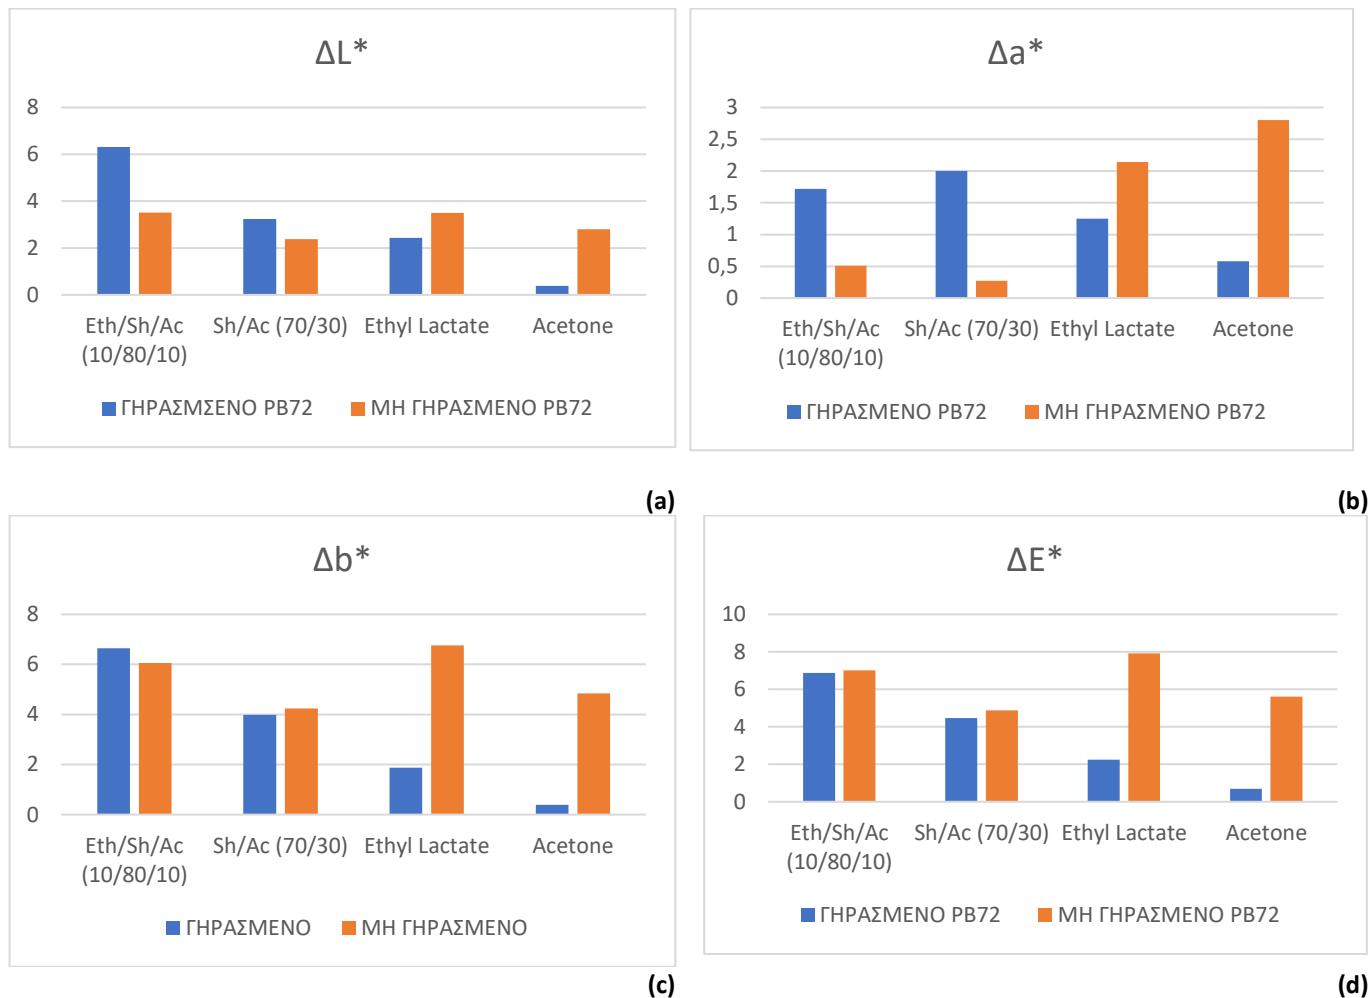 ΔL*
8
6
4
2
0
Eth/Sh/Ac (10/80/10)
Sh/Ac (70/30)
Ethyl Lactate
Acetone
ΓΗΡΑΣΜΣΕΝΟ PB72
ΜΗ ΓΗΡΑΣΜΕΝΟ PB72
(a)
Δa*
3
2,5
2
1,5
1
0,5
0
Eth/Sh/Ac (10/80/10)
Sh/Ac (70/30)
Ethyl Lactate
Acetone
ΓΗΡΑΣΜΕΝΟ PB72
ΜΗ ΓΗΡΑΣΜΕΝΟ PB72
(b)
Δb*
8
6
4
2
0
Eth/Sh/Ac (10/80/10)
Sh/Ac (70/30)
Ethyl Lactate
Acetone
ΓΗΡΑΣΜΕΝΟ
ΜΗ ΓΗΡΑΣΜΕΝΟ
(c)
ΔE*
10
8
6
4
2
0
Eth/Sh/Ac (10/80/10)
Sh/Ac (70/30)
Ethyl Lactate
Acetone
ΓΗΡΑΣΜΕΝΟ PB72
ΜΗ ΓΗΡΑΣΜΕΝΟ PB72
(d)